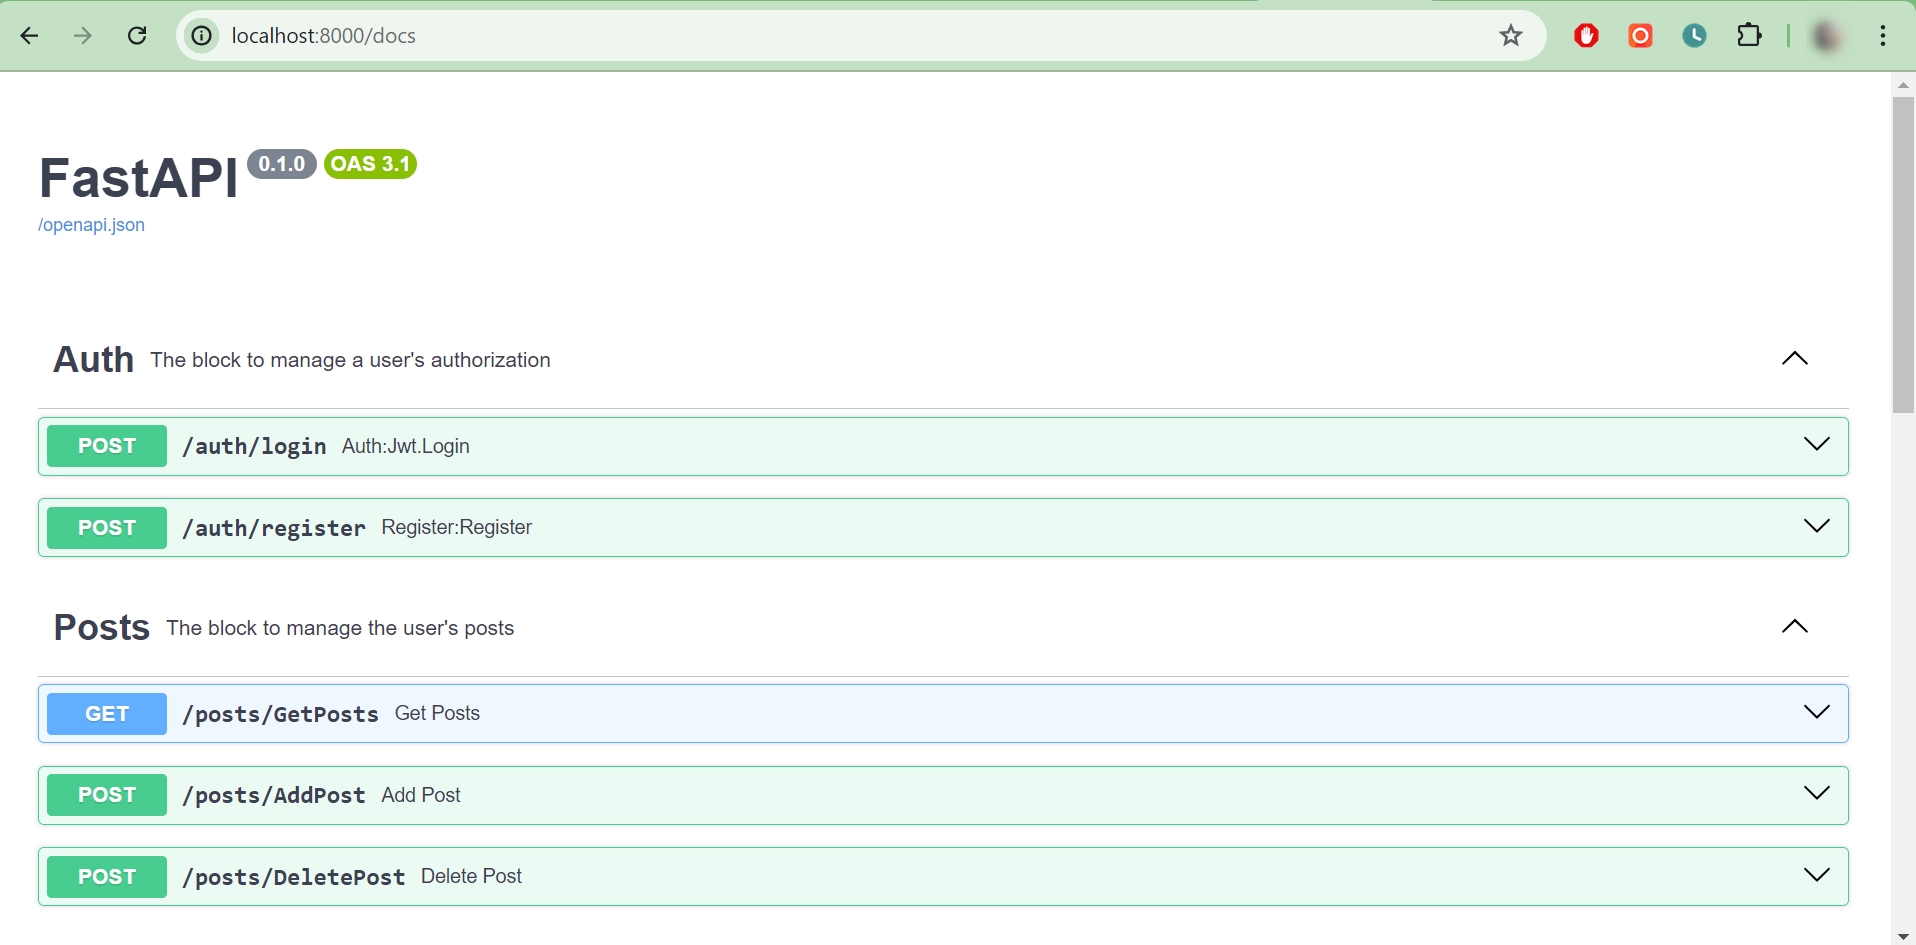 localhost:8000/docs
FastAPI 0.1.0 OAS 3.1
/openapi.json
Auth The block to manage a user's authorization
POST /auth/login Auth:Jwt.Login
POST /auth/register Register:Register
Posts The block to manage the user's posts
GET /posts/GetPosts Get Posts
POST /posts/AddPost Add Post
POST /posts/DeletePost Delete Post